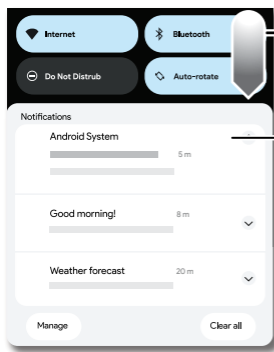 Internet
Bluetooth
Do Not Distrub
Auto-rotate
Notifications
Android System
5 m
Good morning!
8 m
Weather forecast
20 m
Manage
Clear all